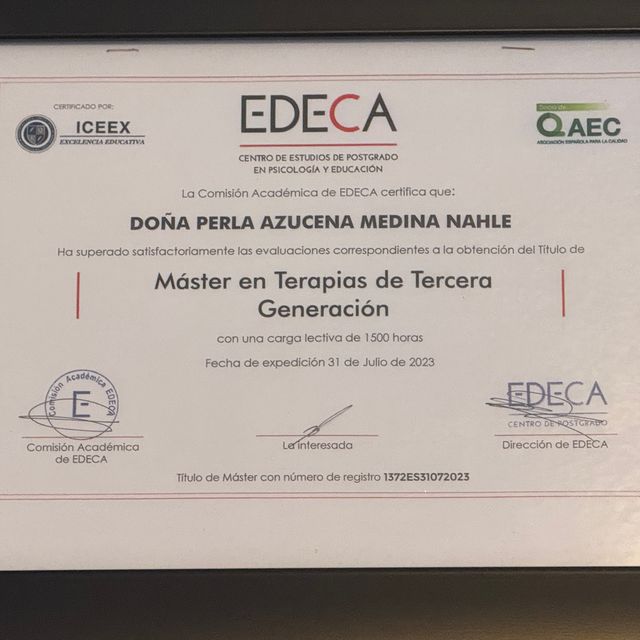 CERTIFICADO POR:
ICEEX
EXCELENCIA EDUCATIVA
EDECA
CENTRO DE ESTUDIOS DE POSTGRADO
EN PSICOLOGÍA Y EDUCACIÓN
Socio de
QAEC
ASOCIACIÓN ESPAÑOLA PARA LA CALIDAD
La Comisión Académica de EDECA certifica que:
DOÑA PERLA AZUCENA MEDINA NAHLE
Ha superado satisfactoriamente las evaluaciones correspondientes a la obtención del Título de
Máster en Terapias de Tercera
Generación
con una carga lectiva de 1500 horas
Fecha de expedición 31 de Julio de 2023
Comisión Académica EDECA
E
Comisión Académica
de EDECA
La interesada
EDECA
CENTRO DE POSTGRADO
Dirección de EDECA
Título de Máster con número de registro 1372ES31072023